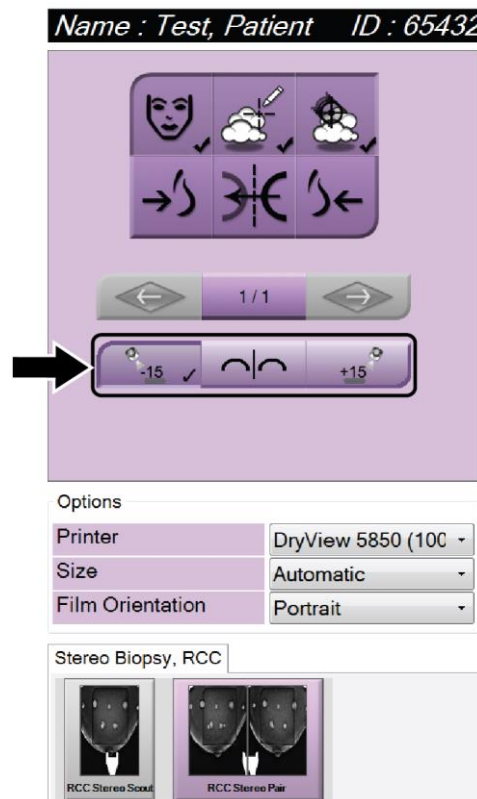 Name : Test, Patient ID : 65432
1/1
-15 +15
Options
Printer DryView 5850 (100
Size Automatic
Film Orientation Portrait
Stereo Biopsy, RCC
RCC Stereo Scout RCC Stereo Pair